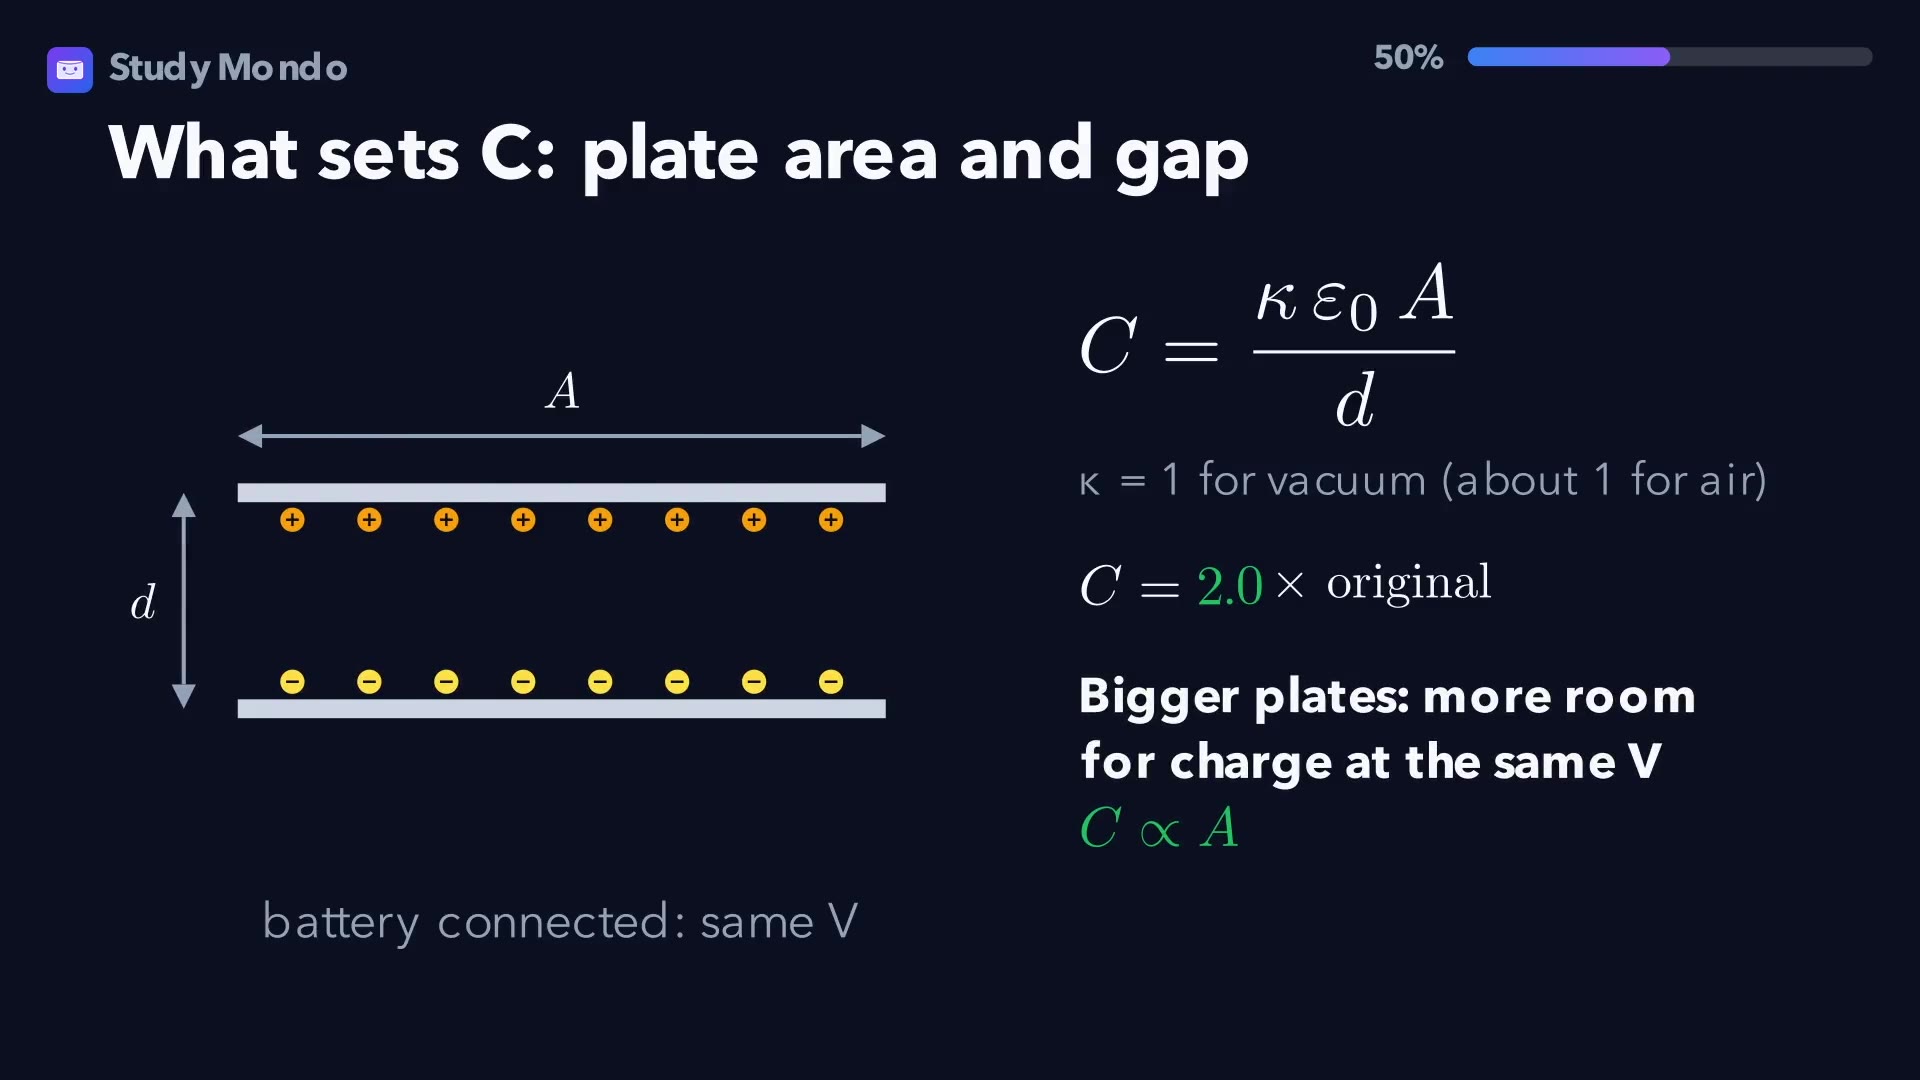 Study Mondo
50%
What sets C: plate area and gap
C = κ ε₀ A / d
κ = 1 for vacuum (about 1 for air)
A
d
+ + + + + + + +
− − − − − − − −
C = 2.0 × original
Bigger plates: more room
for charge at the same V
C ∝ A
battery connected: same V